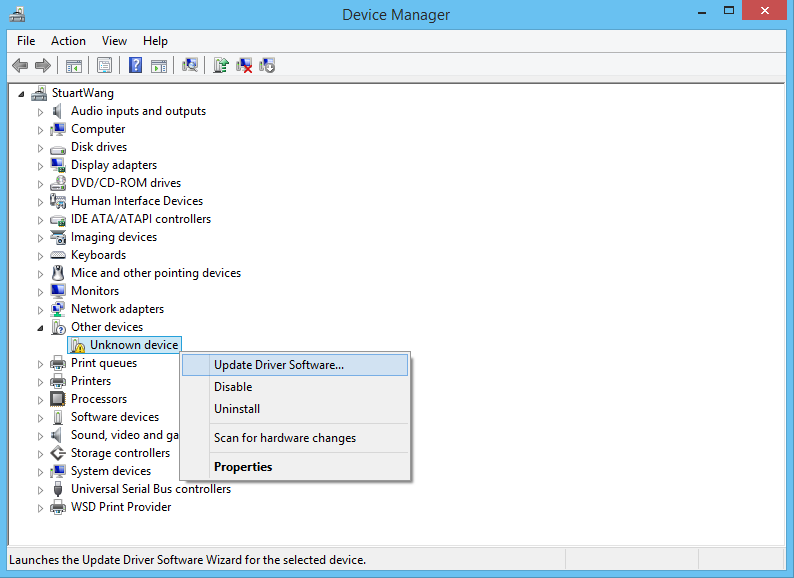 Device Manager
File Action View Help
StuartWang
Audio inputs and outputs
Computer
Disk drives
Display adapters
DVD/CD-ROM drives
Human Interface Devices
IDE ATA/ATAPI controllers
Imaging devices
Keyboards
Mice and other pointing devices
Monitors
Network adapters
Other devices
Unknown device
Print queues
Printers
Processors
Software devices
Sound, video and ga
Storage controllers
System devices
Universal Serial Bus controllers
WSD Print Provider
Update Driver Software...
Disable
Uninstall
Scan for hardware changes
Properties
Launches the Update Driver Software Wizard for the selected device.